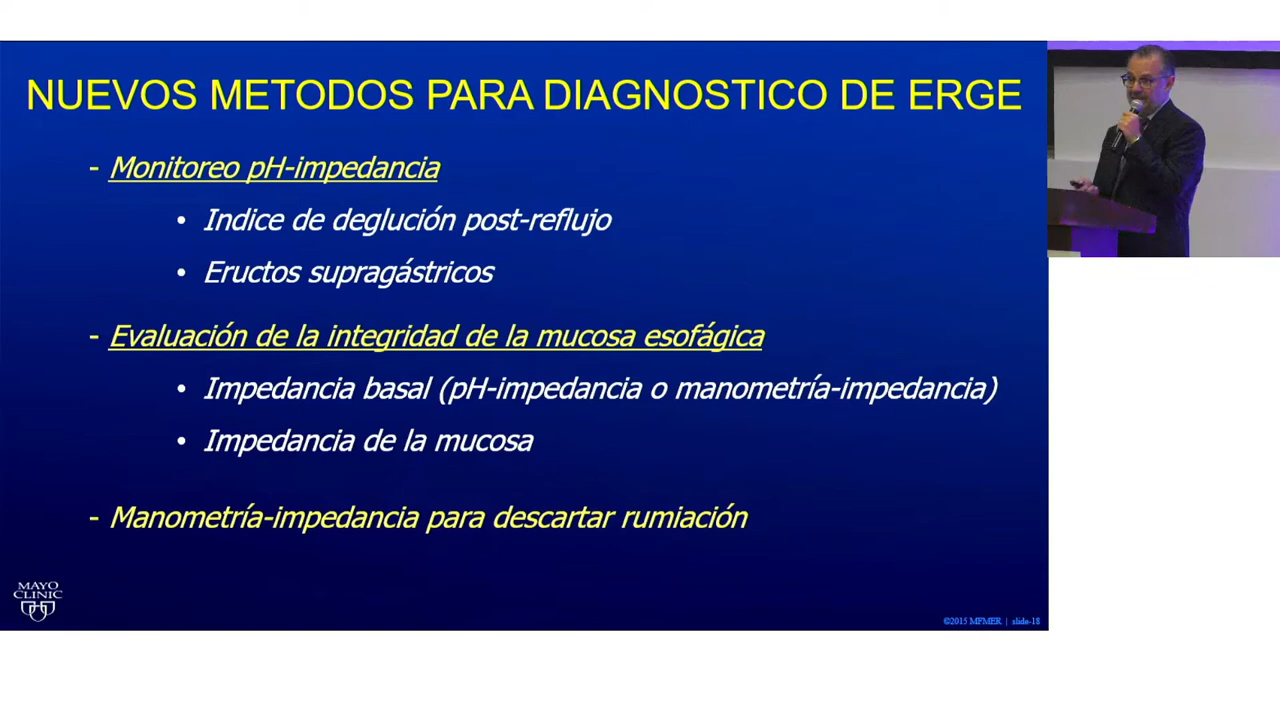 NUEVOS METODOS PARA DIAGNOSTICO DE ERGE
- Monitoreo pH-impedancia
• Indice de deglución post-reflujo
• Eructos supragástricos
- Evaluación de la integridad de la mucosa esofágica
• Impedancia basal (pH-impedancia o manometría-impedancia)
• Impedancia de la mucosa
- Manometría-impedancia para descartar rumiación
MAYO
CLINIC
©2015 MFMER | slide-18